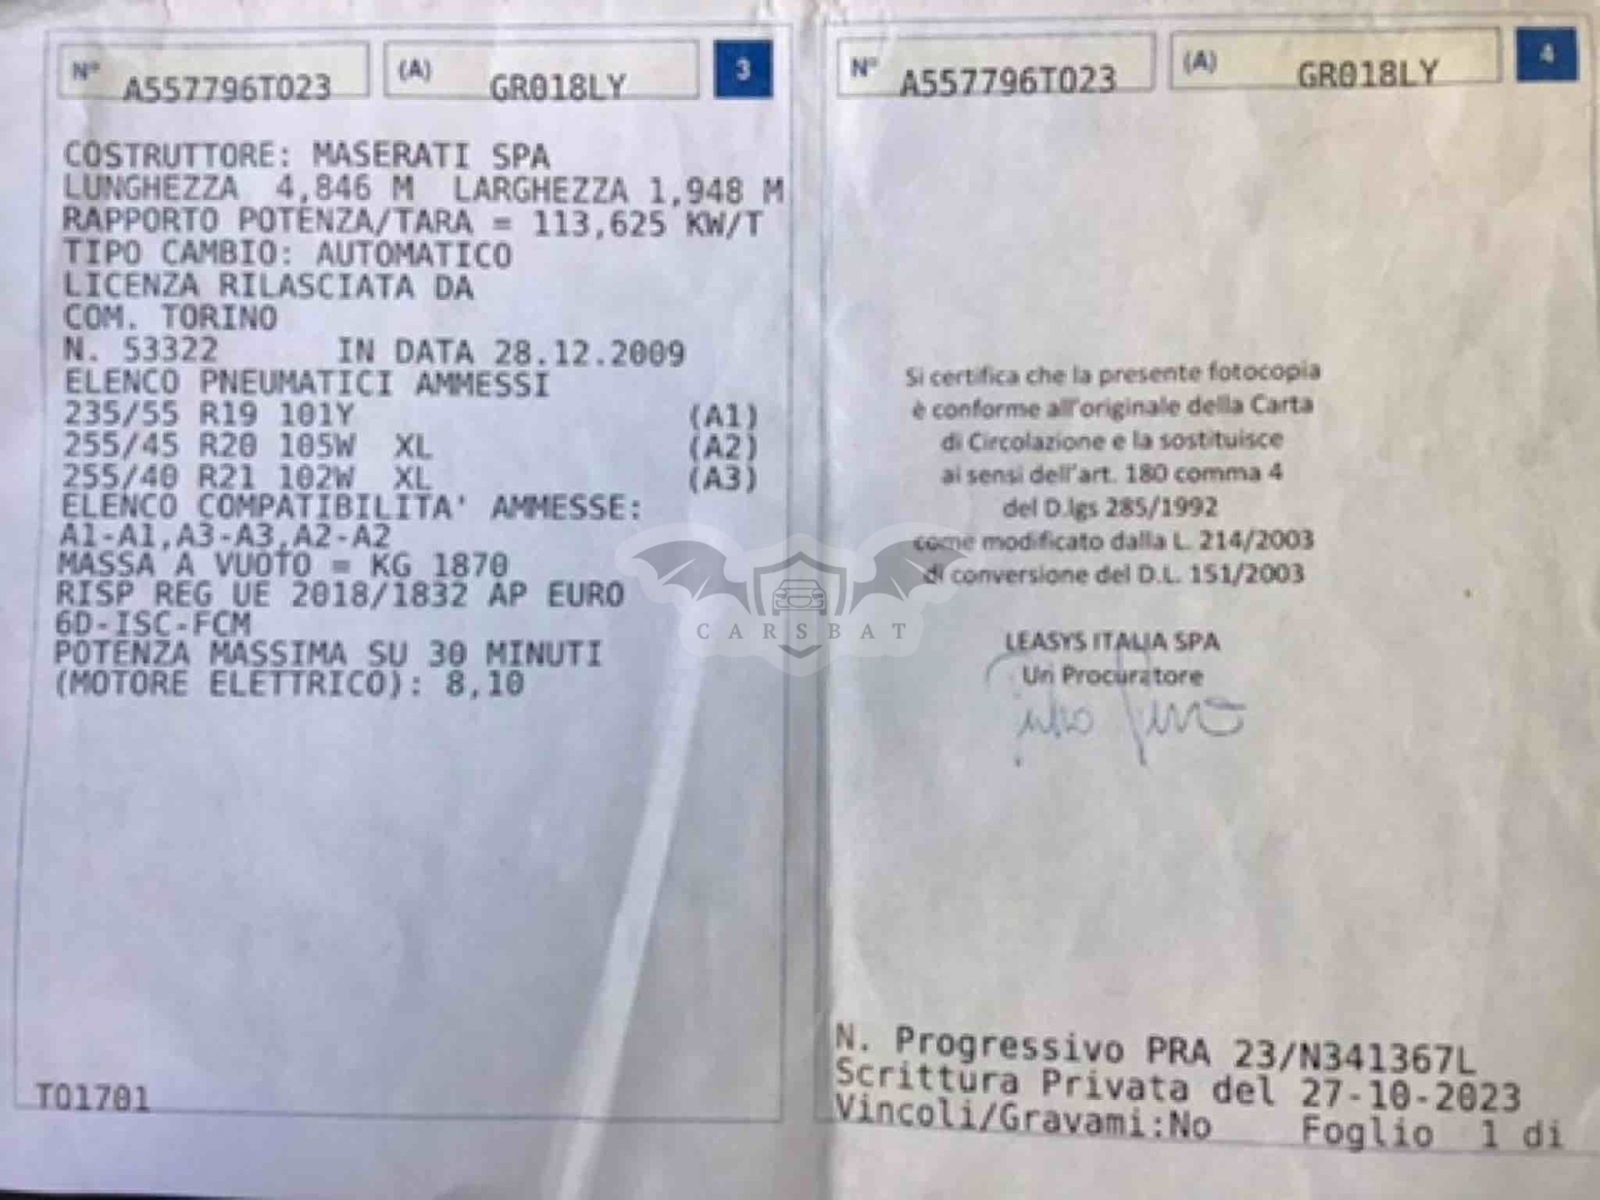 N° A557796TO23 (A) GR018LY 3
COSTRUTTORE: MASERATI SPA
LUNGHEZZA 4,846 M LARGHEZZA 1,948 M
RAPPORTO POTENZA/TARA = 113,625 KW/T
TIPO CAMBIO: AUTOMATICO
LICENZA RILASCIATA DA
COM. TORINO
N. 53322 IN DATA 28.12.2009
ELENCO PNEUMATICI AMMESSI
235/55 R19 101Y (A1)
255/45 R20 105W XL (A2)
255/40 R21 102W XL (A3)
ELENCO COMPATIBILITA' AMMESSE:
A1-A1,A3-A3,A2-A2
MASSA A VUOTO = KG 1870
RISP REG UE 2018/1832 AP EURO
6D-ISC-FCM
POTENZA MASSIMA SU 30 MINUTI
(MOTORE ELETTRICO): 8,10
TO1701
N° A557796TO23 (A) GR018LY 4
Si certifica che la presente fotocopia
è conforme all'originale della Carta
di Circolazione e la sostituisce
ai sensi dell'art. 180 comma 4
del D.lgs 285/1992
come modificato dalla L. 214/2003
di conversione del D.L. 151/2003
LEASYS ITALIA SPA
Un Procuratore
N. Progressivo PRA 23/N341367L
Scrittura Privata del 27-10-2023
Vincoli/Gravami:No Foglio 1 di
CARSBAT